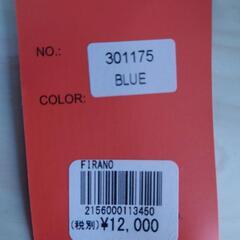 NO.: 301175
BLUE
COLOR:
FIRANO
2156000113450
(税別)¥12,000